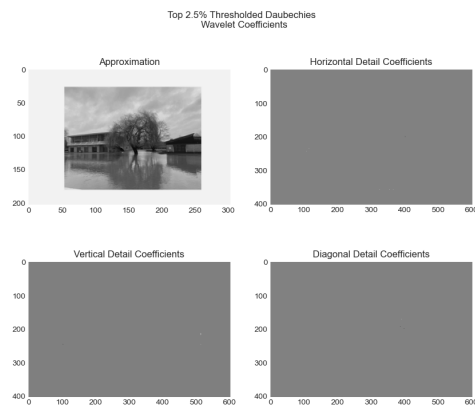 Top 2.5% Thresholded Daubechies
Wavelet Coefficients
Approximation
0
50
100
150
200
0 50 100 150 200 250 300
Horizontal Detail Coefficients
0
100
200
300
400
0 100 200 300 400 500 600
Vertical Detail Coefficients
0
100
200
300
400
0 100 200 300 400 500 600
Diagonal Detail Coefficients
0
100
200
300
400
0 100 200 300 400 500 600